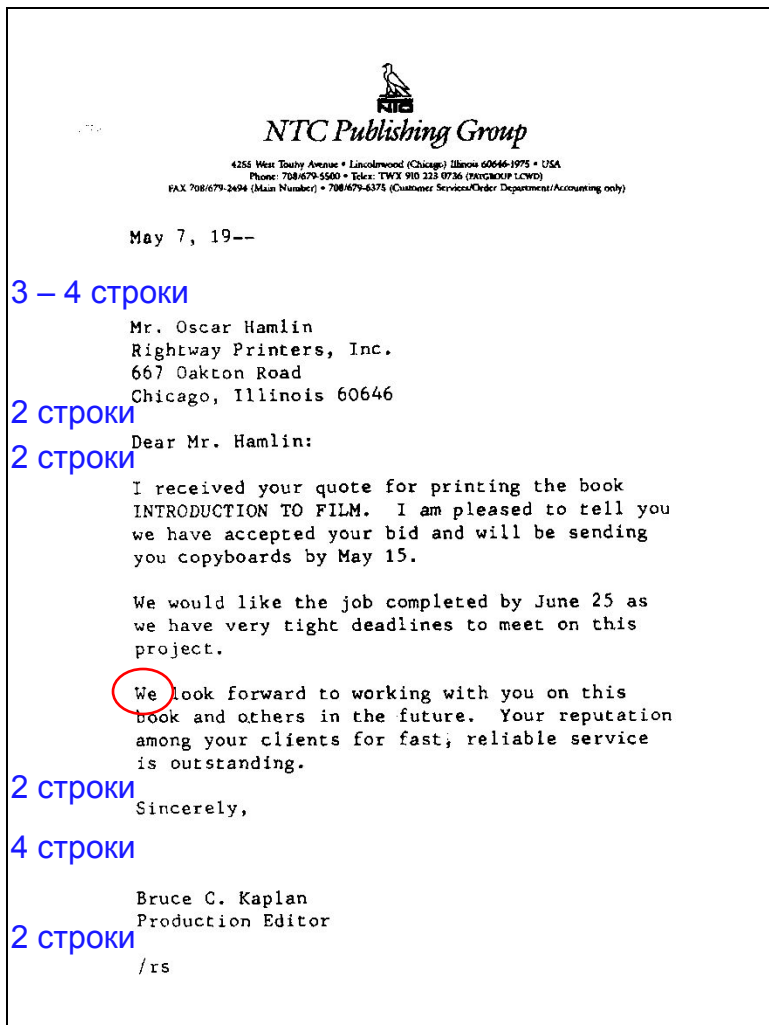 NTC
NTC Publishing Group
4255 West Touhy Avenue • Lincolnwood (Chicago) Illinois 60646-1975 • USA
Phone: 708/679-5500 • Telex: TWX 910 223 0736 (PATGROUP LCWD)
FAX 708/679-2494 (Main Number) • 708/679-6375 (Customer Services/Order Department/Accounting only)
May 7, 19--
3 – 4 строки
Mr. Oscar Hamlin
Rightway Printers, Inc.
667 Oakton Road
Chicago, Illinois 60646
2 строки
Dear Mr. Hamlin:
2 строки
I received your quote for printing the book
INTRODUCTION TO FILM. I am pleased to tell you
we have accepted your bid and will be sending
you copyboards by May 15.
We would like the job completed by June 25 as
we have very tight deadlines to meet on this
project.
We look forward to working with you on this
book and others in the future. Your reputation
among your clients for fast, reliable service
is outstanding.
2 строки
Sincerely,
4 строки
Bruce C. Kaplan
Production Editor
2 строки
/rs